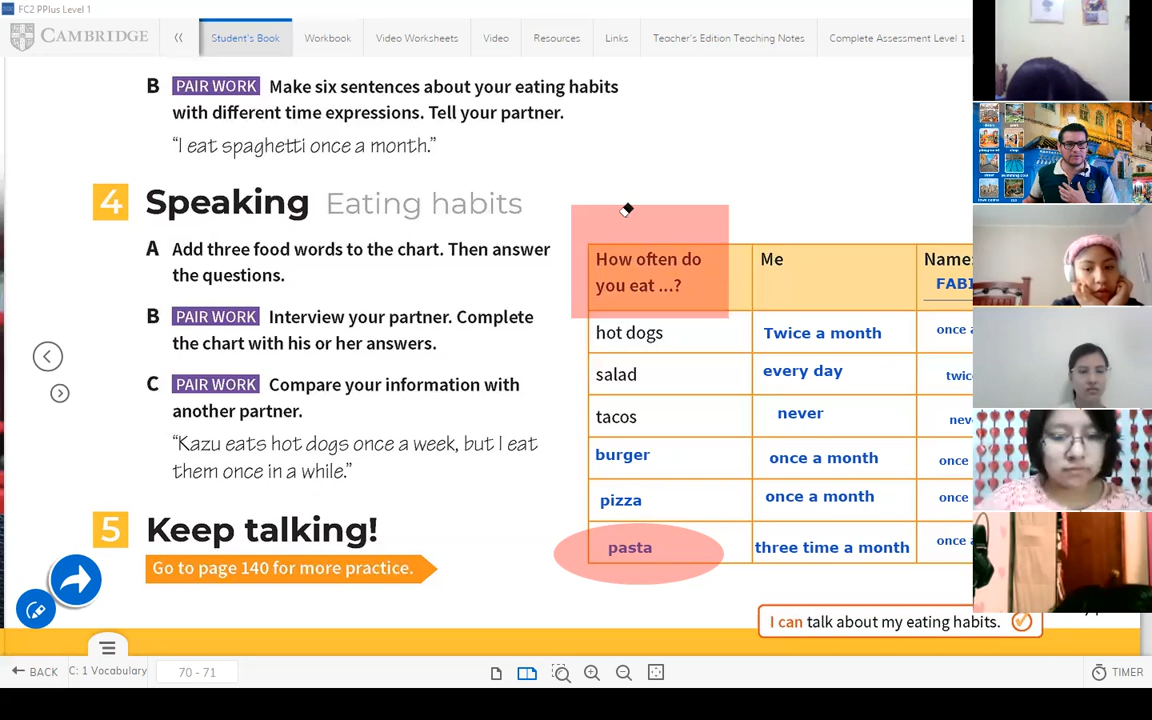 FC2 PPlus Level 1
CAMBRIDGE
Student's Book
Workbook
Video Worksheets
Video
Resources
Links
Teacher's Edition Teaching Notes
Complete Assessment Level 1
B PAIR WORK Make six sentences about your eating habits
with different time expressions. Tell your partner.
"I eat spaghetti once a month."
4 Speaking Eating habits
A Add three food words to the chart. Then answer
the questions.
B PAIR WORK Interview your partner. Complete
the chart with his or her answers.
C PAIR WORK Compare your information with
another partner.
"Kazu eats hot dogs once a week, but I eat
them once in a while."
5 Keep talking!
Go to page 140 for more practice.
How often do
you eat ...?
Me
Name:
FABI
hot dogs Twice a month once a
salad every day twic
tacos never nev
burger once a month once
pizza once a month once
pasta three time a month once a
I can talk about my eating habits.
BACK
C: 1 Vocabulary
70 - 71
TIMER